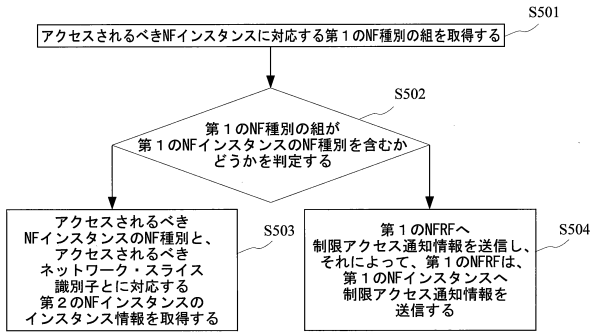 S501
アクセスされるべきNFインスタンスに対応する第１のNF種別の組を取得する
S502
第１のNF種別の組が
第１のNFインスタンスのNF種別を含むか
どうかを判定する
S503
アクセスされるべき
NFインスタンスのNF種別と、
アクセスされるべき
ネットワーク・スライス
識別子とに対応する
第２のNFインスタンスの
インスタンス情報を取得する
S504
第１のNFRFへ
制限アクセス通知情報を送信し、
それによって、第１のNFRFは、
第１のNFインスタンスへ
制限アクセス通知情報を
送信する